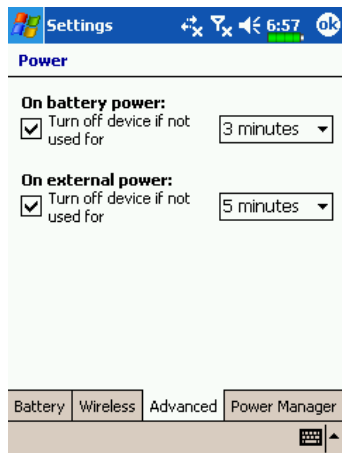 Settings 6:57 ok
Power
On battery power:
Turn off device if not
used for
3 minutes
On external power:
Turn off device if not
used for
5 minutes
Battery Wireless Advanced Power Manager